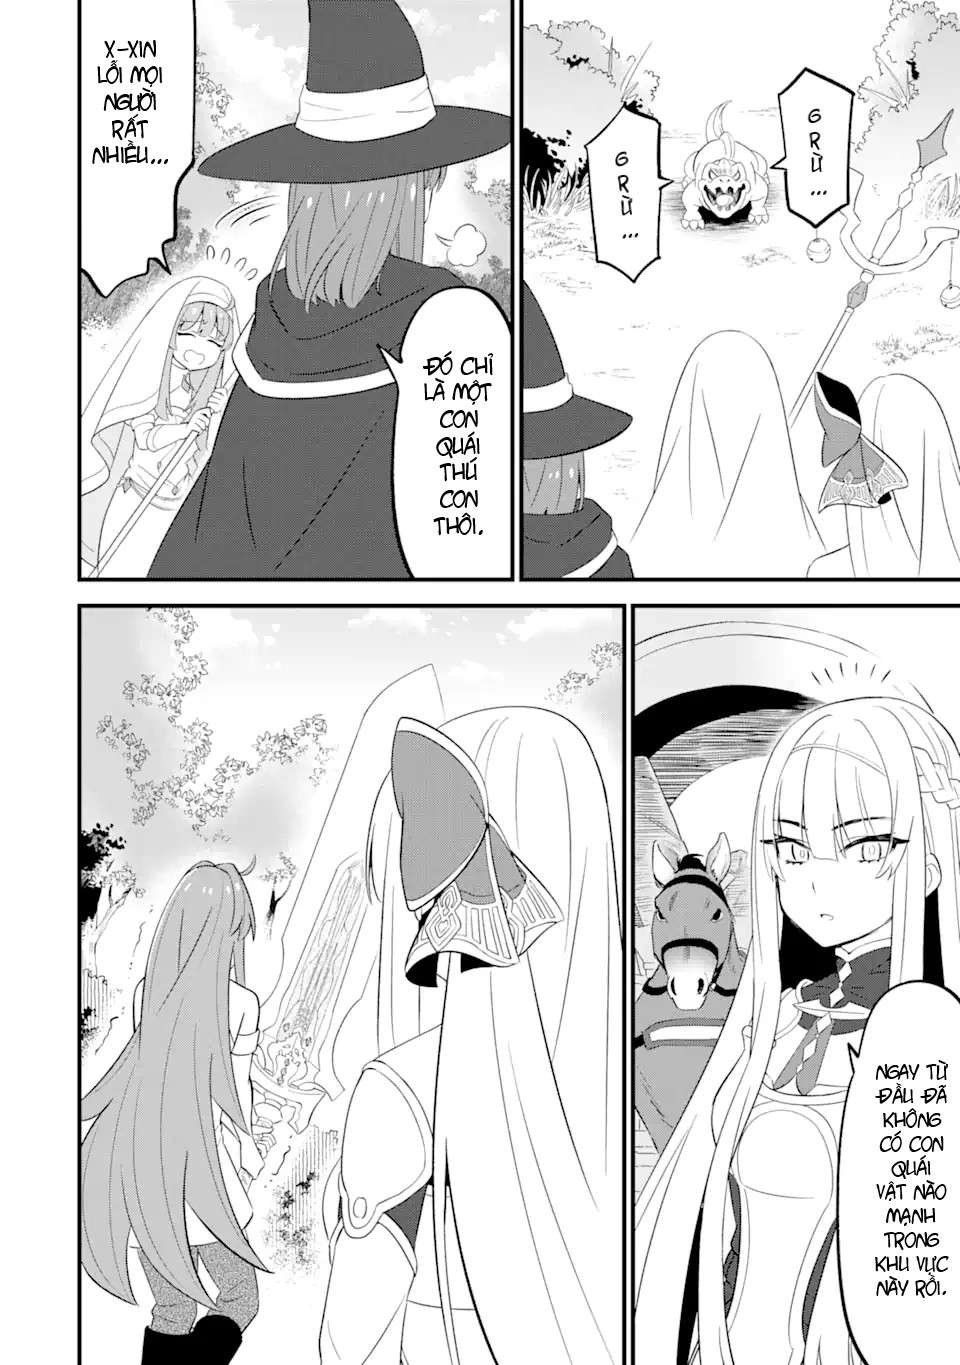 GRỪ
...
GRỪ
...
ĐÓ CHỈ
LÀ MỘT
CON
QUÁI
THÚ
CON
THÔI.
X-XIN
LỖI MỌI
NGƯỜI
RẤT
NHIỀU...
NGAY TỪ
ĐẦU ĐÃ
KHÔNG
CÓ CON
QUÁI
VẬT NÀO
MẠNH
TRONG
KHU VỰC
NÀY RỒI.